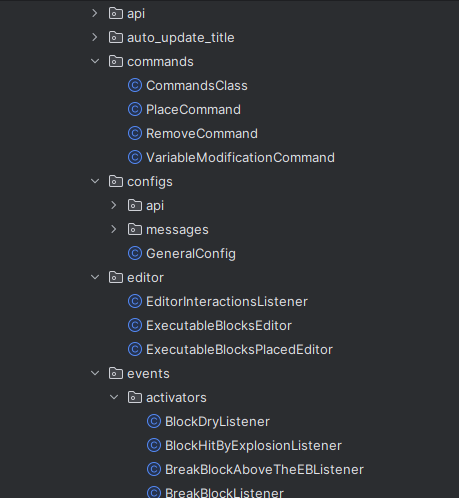 api
auto_update_title
commands
CommandsClass
PlaceCommand
RemoveCommand
VariableModificationCommand
configs
api
messages
GeneralConfig
editor
EditorInteractionsListener
ExecutableBlocksEditor
ExecutableBlocksPlacedEditor
events
activators
BlockDryListener
BlockHitByExplosionListener
BreakBlockAboveTheEBListener
BreakBlockListener